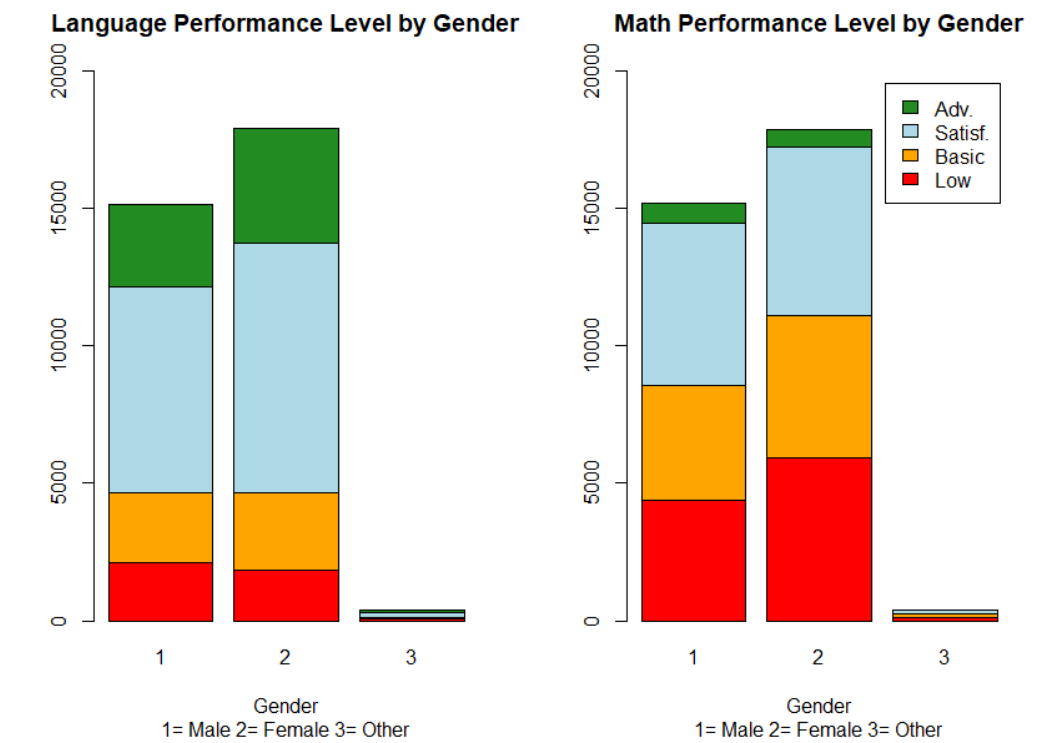 Language Performance Level by Gender
20000
15000
10000
5000
0
1 2 3
Gender
1= Male 2= Female 3= Other
Math Performance Level by Gender
20000
15000
10000
5000
0
Adv.
Satisf.
Basic
Low
1 2 3
Gender
1= Male 2= Female 3= Other